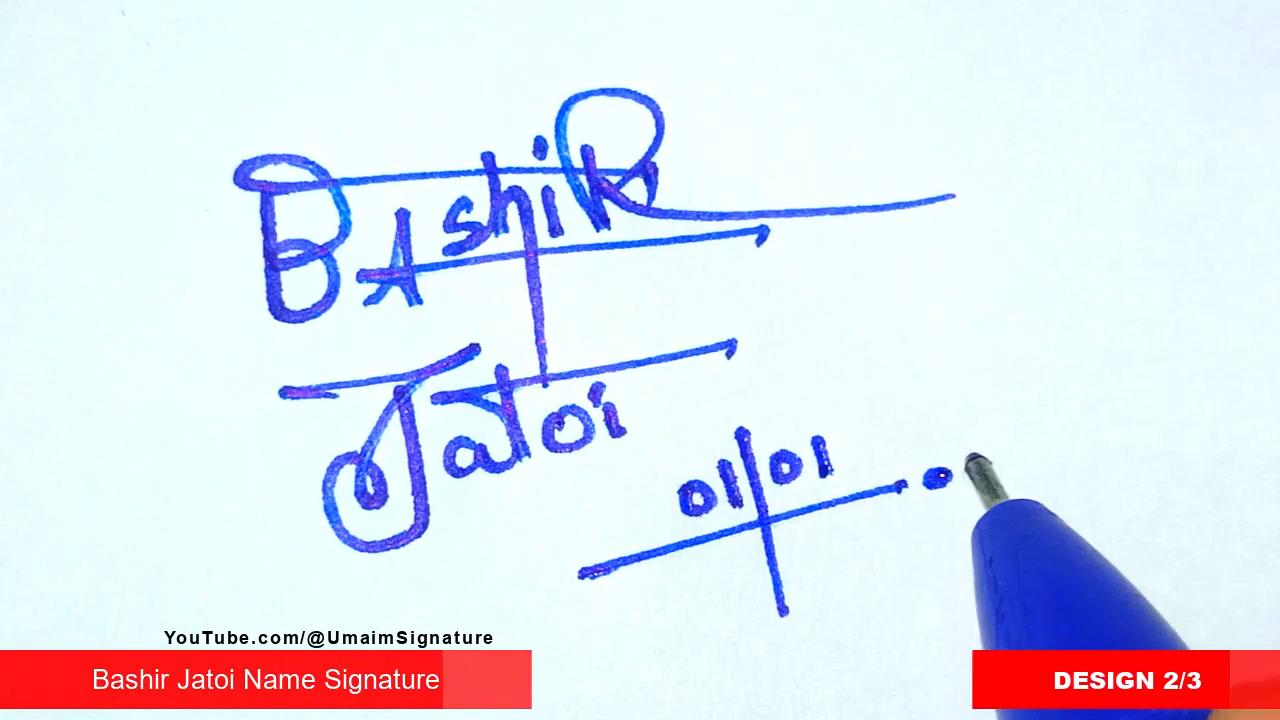 BAshiR
Jatoi
01/01
YouTube.com/@UmaimSignature
Bashir Jatoi Name Signature
DESIGN 2/3